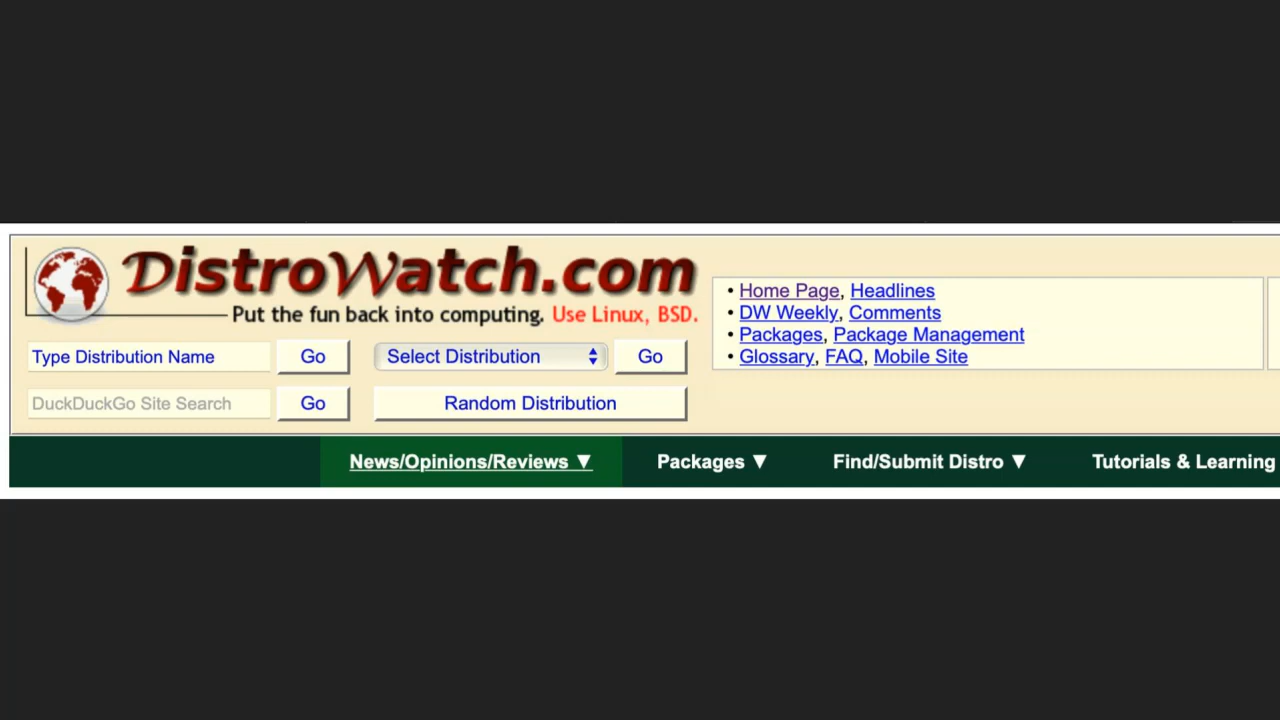 DistroWatch.com
Put the fun back into computing. Use Linux, BSD.
Type Distribution Name Go Select Distribution Go
DuckDuckGo Site Search Go Random Distribution
• Home Page, Headlines
• DW Weekly, Comments
• Packages, Package Management
• Glossary, FAQ, Mobile Site
News/Opinions/Reviews ▼ Packages ▼ Find/Submit Distro ▼ Tutorials & Learning